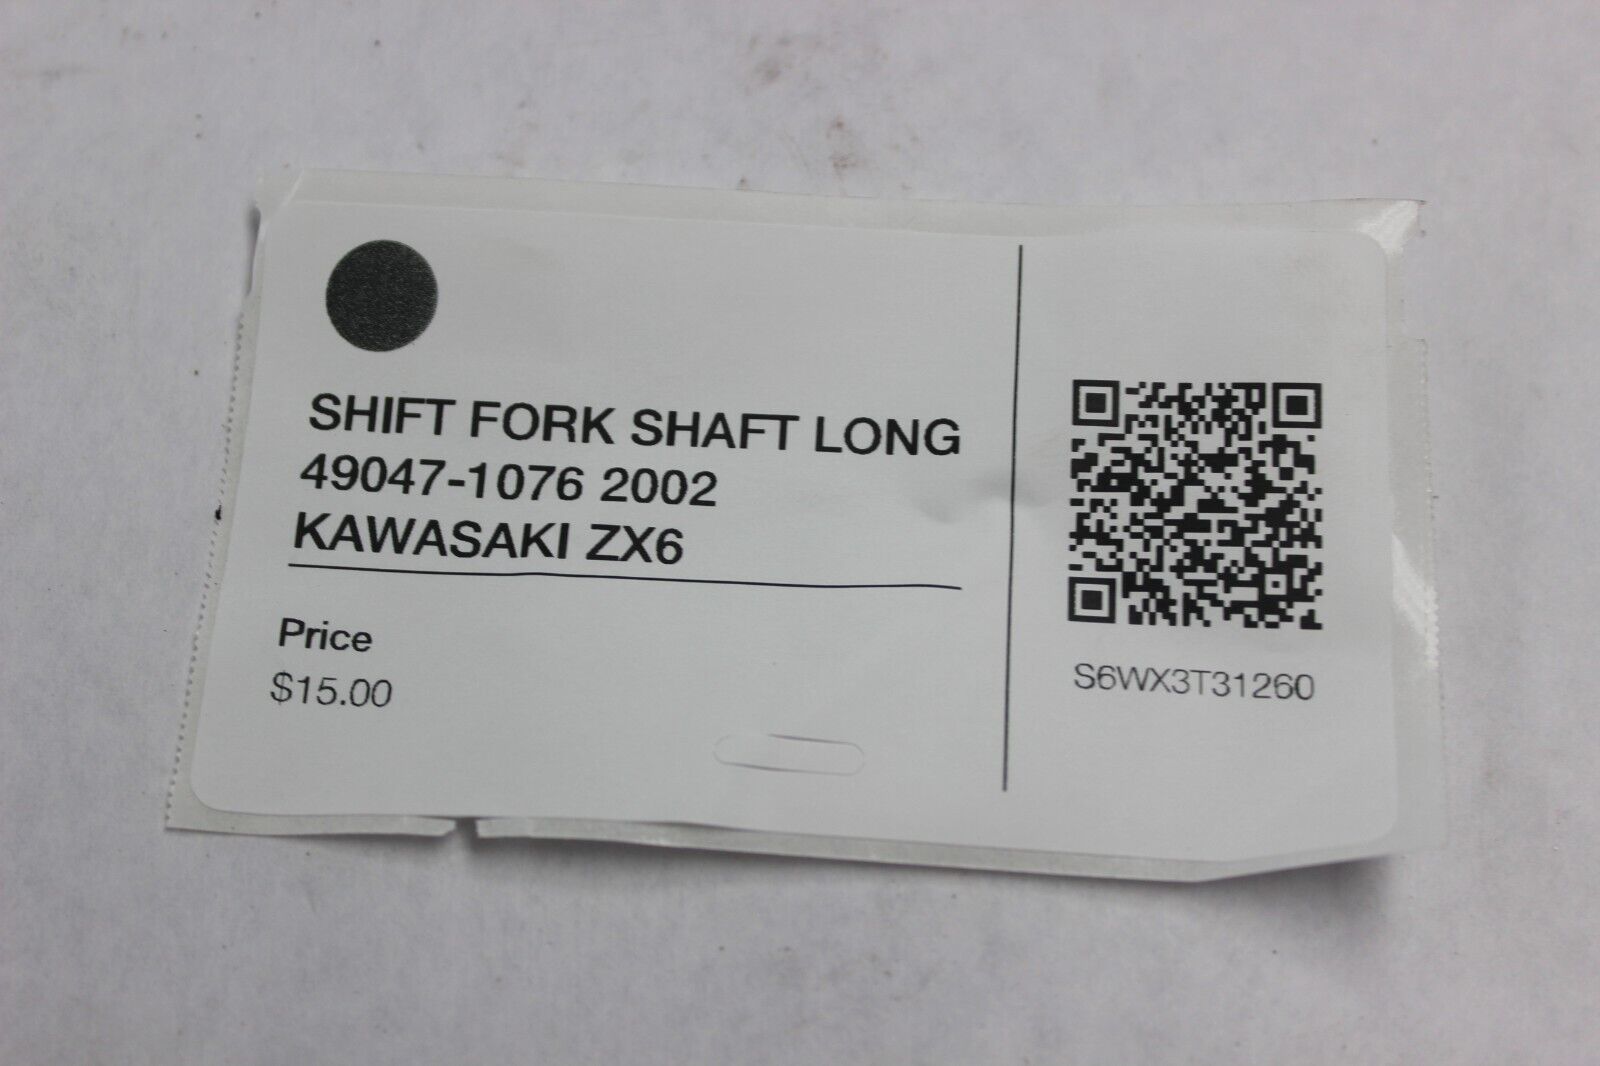 SHIFT FORK SHAFT LONG
49047-1076 2002
KAWASAKI ZX6
Price
$15.00
S6WX3T31260